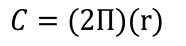 C = (2Π)(r)